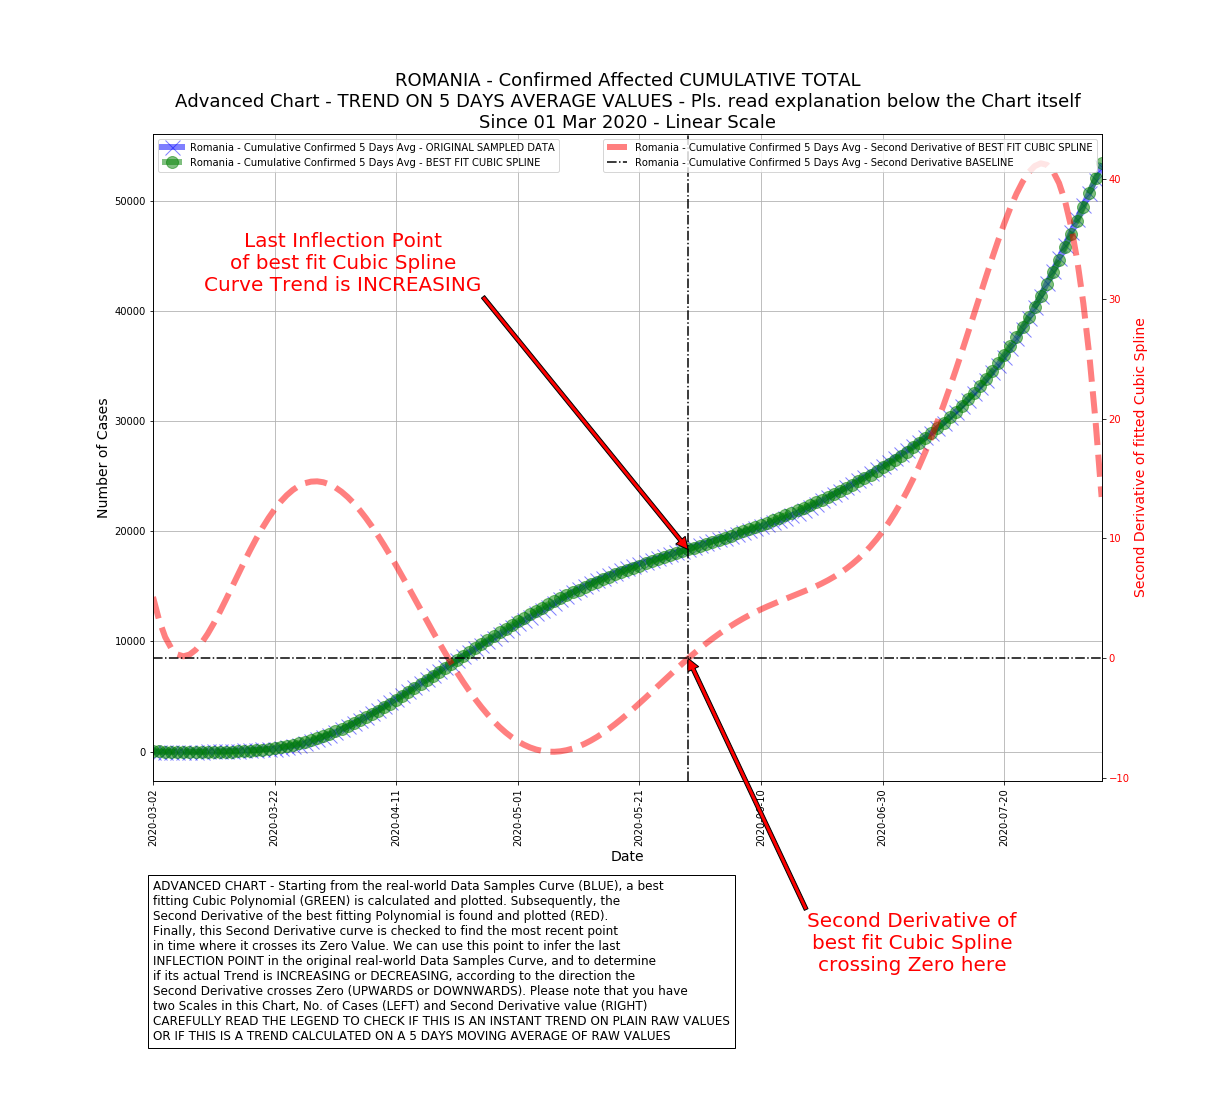 ROMANIA - Confirmed Affected CUMULATIVE TOTAL
Advanced Chart - TREND ON 5 DAYS AVERAGE VALUES - Pls. read explanation below the Chart itself
Since 01 Mar 2020 - Linear Scale
Romania - Cumulative Confirmed 5 Days Avg - ORIGINAL SAMPLED DATA
Romania - Cumulative Confirmed 5 Days Avg - BEST FIT CUBIC SPLINE
Romania - Cumulative Confirmed 5 Days Avg - Second Derivative of BEST FIT CUBIC SPLINE
Romania - Cumulative Confirmed 5 Days Avg - Second Derivative BASELINE
Last Inflection Point
of best fit Cubic Spline
Curve Trend is INCREASING
Number of Cases
50000
40000
30000
20000
10000
0
40
30
20
10
0
−10
Second Derivative of fitted Cubic Spline
2020-03-02
2020-03-22
2020-04-11
2020-05-01
2020-05-21
2020-06-10
2020-06-30
2020-07-20
Date
Second Derivative of
best fit Cubic Spline
crossing Zero here
ADVANCED CHART - Starting from the real-world Data Samples Curve (BLUE), a best
fitting Cubic Polynomial (GREEN) is calculated and plotted. Subsequently, the
Second Derivative of the best fitting Polynomial is found and plotted (RED).
Finally, this Second Derivative curve is checked to find the most recent point
in time where it crosses its Zero Value. We can use this point to infer the last
INFLECTION POINT in the original real-world Data Samples Curve, and to determine
if its actual Trend is INCREASING or DECREASING, according to the direction the
Second Derivative crosses Zero (UPWARDS or DOWNWARDS). Please note that you have
two Scales in this Chart, No. of Cases (LEFT) and Second Derivative value (RIGHT)
CAREFULLY READ THE LEGEND TO CHECK IF THIS IS AN INSTANT TREND ON PLAIN RAW VALUES
OR IF THIS IS A TREND CALCULATED ON A 5 DAYS MOVING AVERAGE OF RAW VALUES